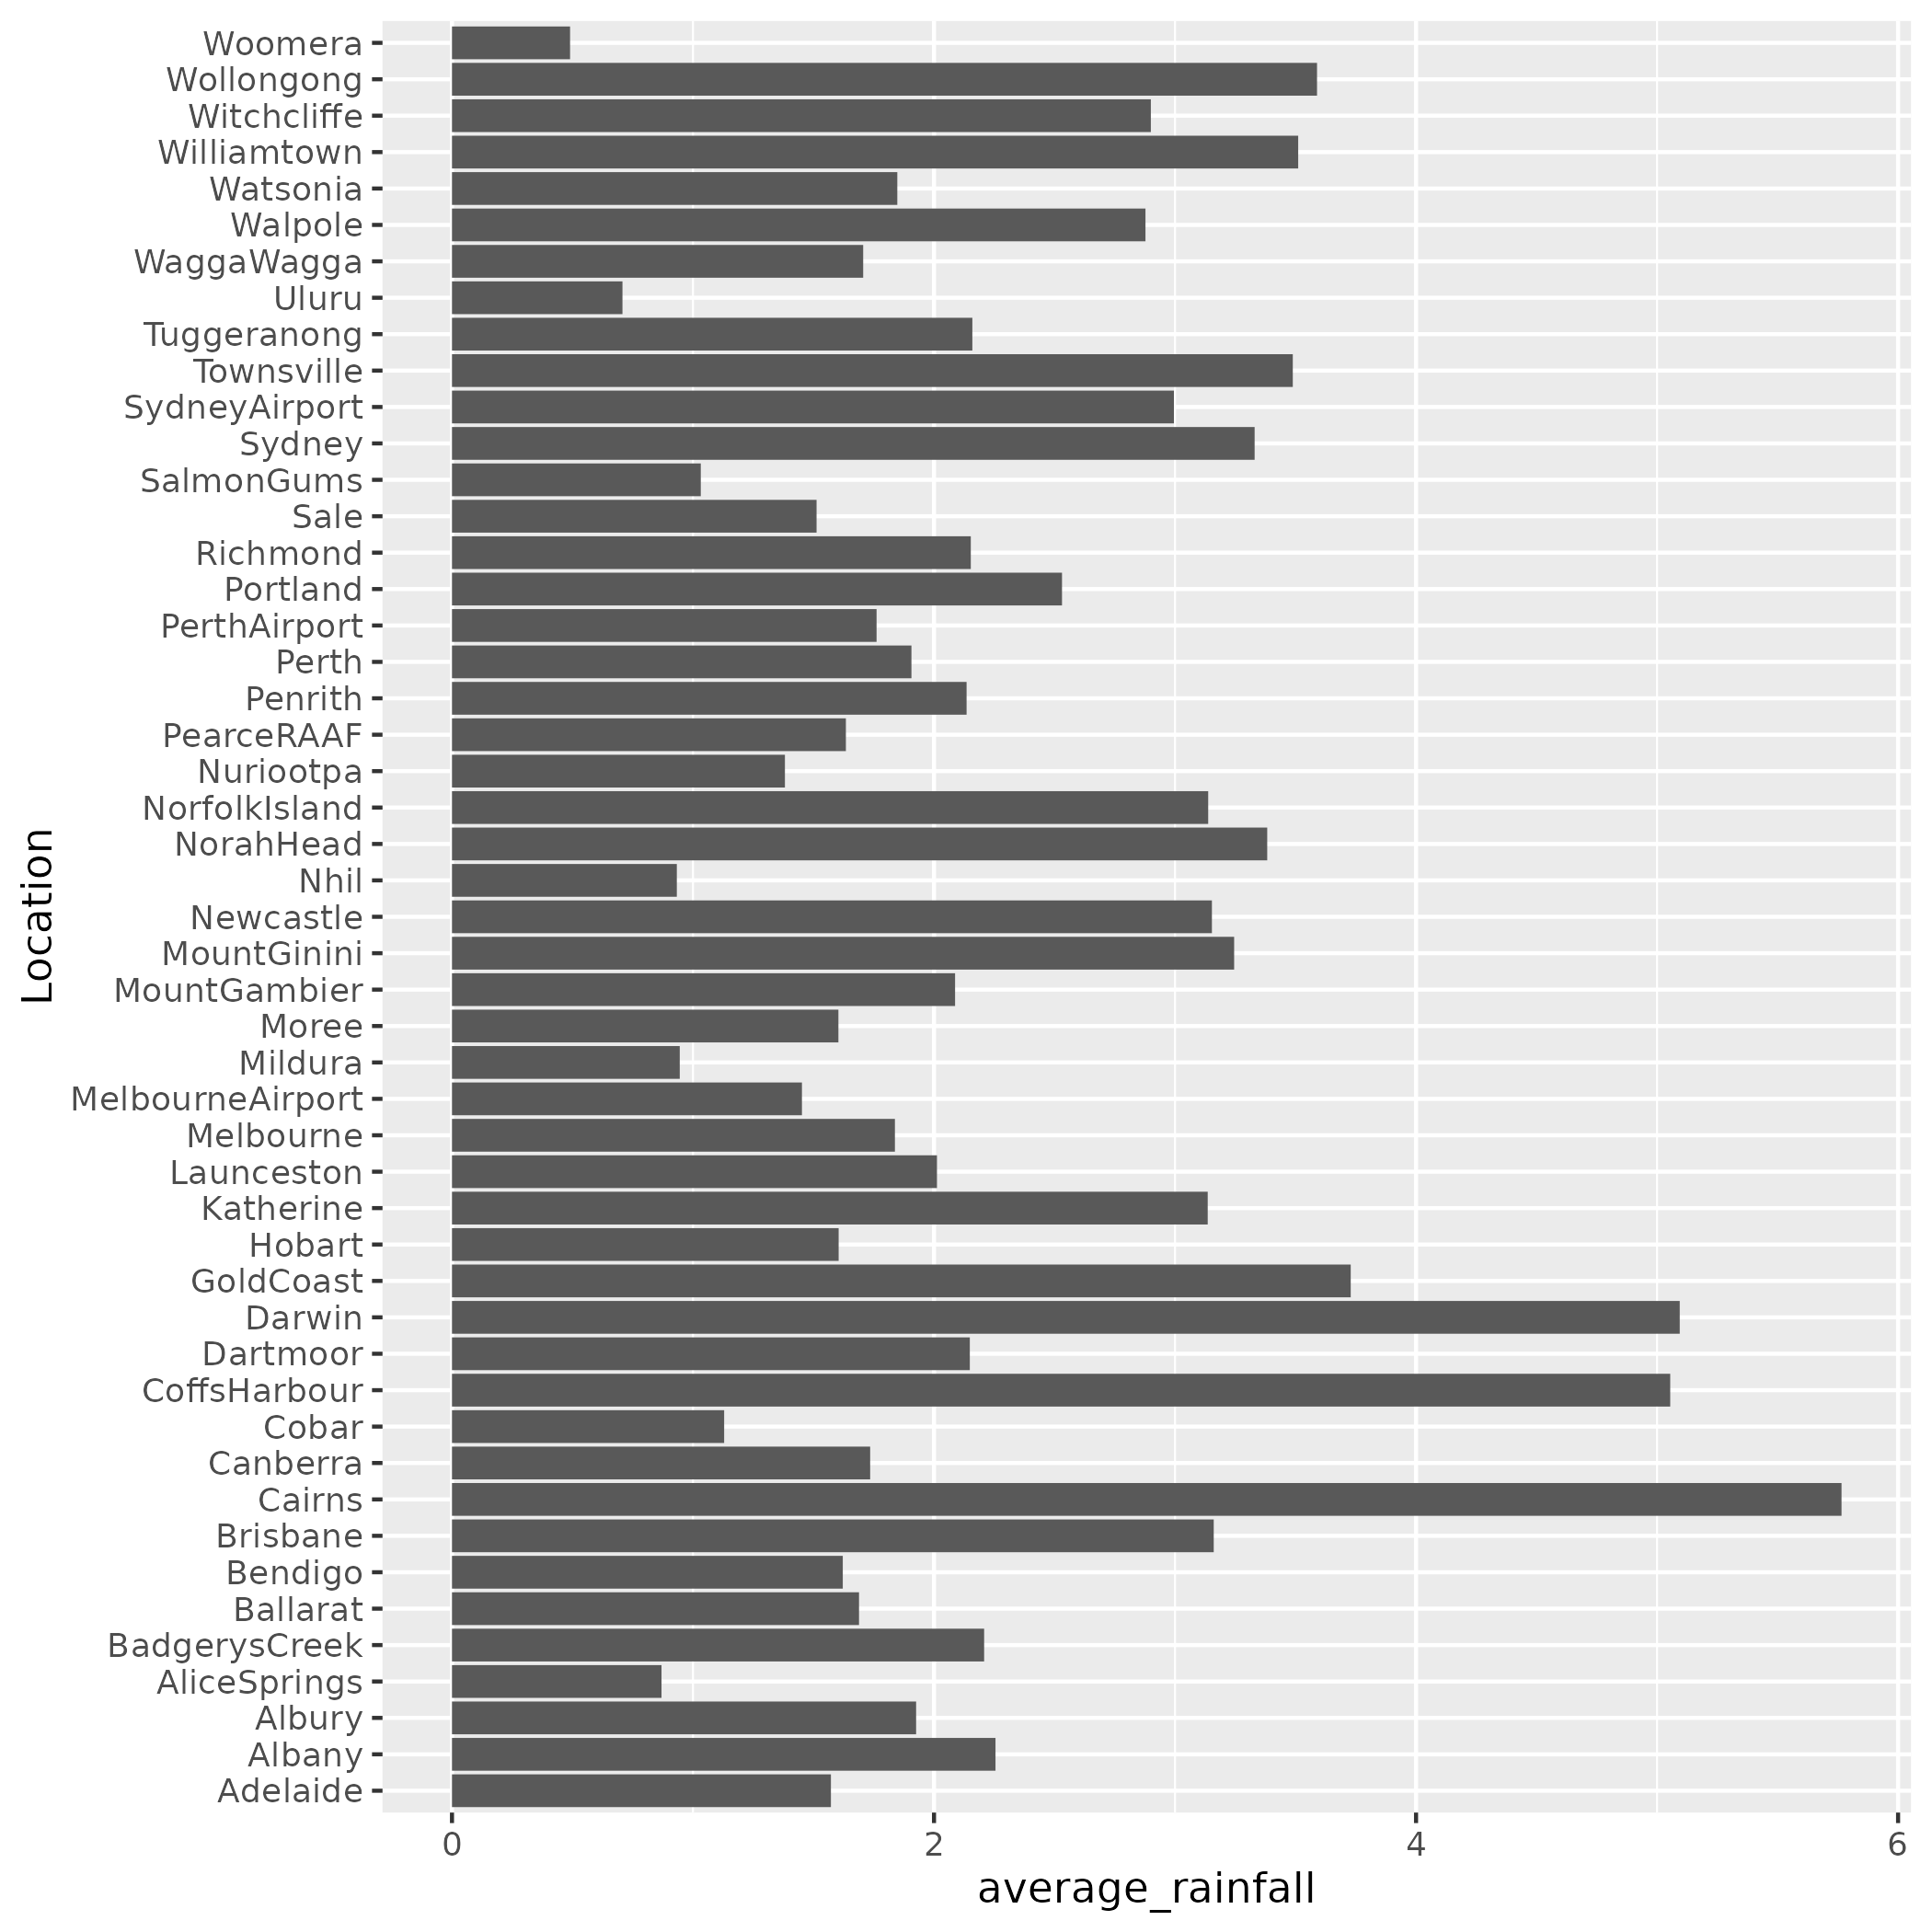 Woomera
Wollongong
Witchcliffe
Williamtown
Watsonia
Walpole
WaggaWagga
Uluru
Tuggeranong
Townsville
SydneyAirport
Sydney
SalmonGums
Sale
Richmond
Portland
PerthAirport
Perth
Penrith
PearceRAAF
Nuriootpa
NorfolkIsland
NorahHead
Nhil
Newcastle
MountGinini
MountGambier
Moree
Mildura
MelbourneAirport
Melbourne
Launceston
Katherine
Hobart
GoldCoast
Darwin
Dartmoor
CoffsHarbour
Cobar
Canberra
Cairns
Brisbane
Bendigo
Ballarat
BadgerysCreek
AliceSprings
Albury
Albany
Adelaide
Location
0 2 4 6
average_rainfall